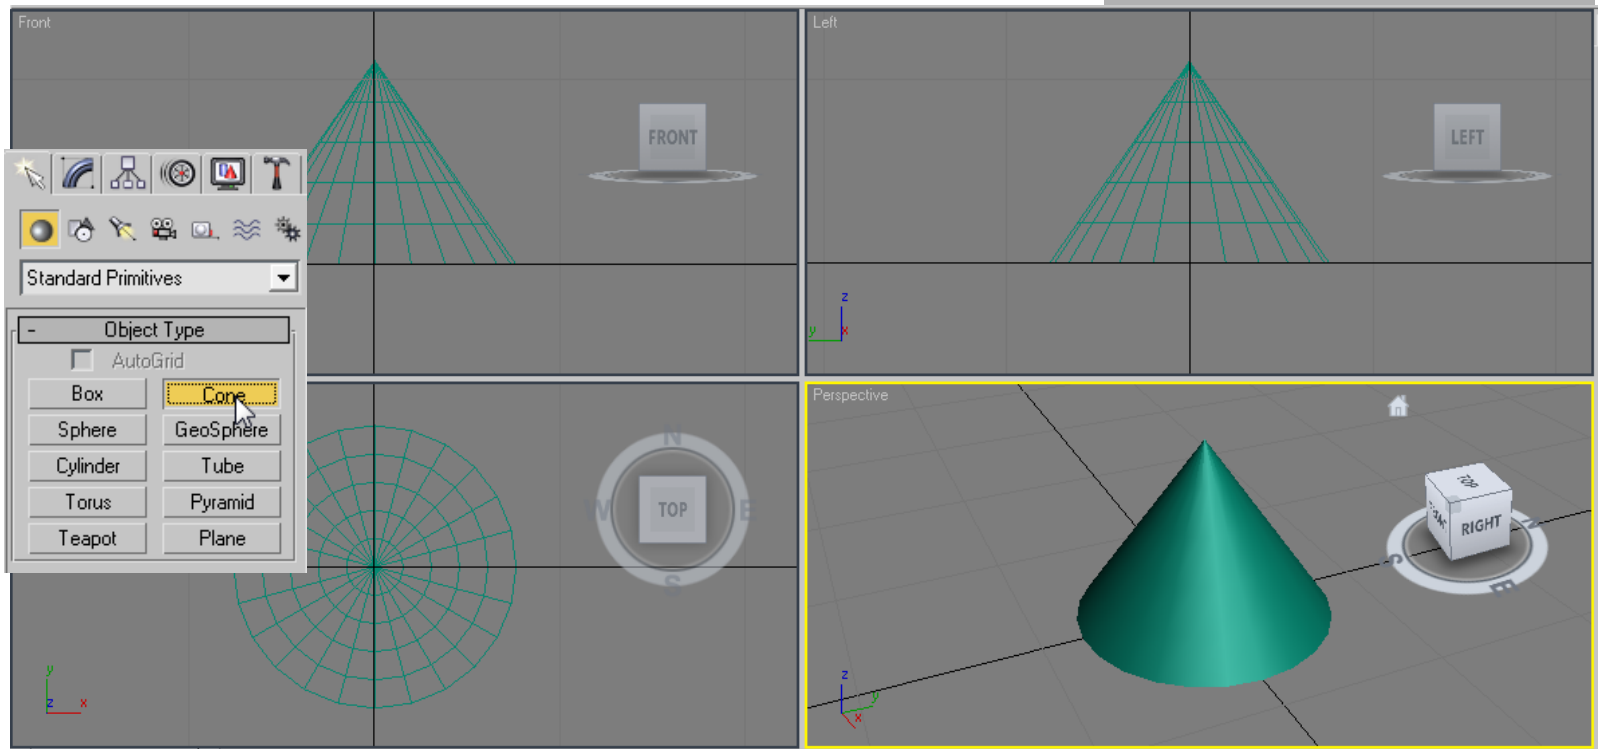 Front
FRONT
Left
LEFT
z
y x
Standard Primitives
- Object Type
AutoGrid
Box Cone
Sphere GeoSphere
Cylinder Tube
Torus Pyramid
Teapot Plane
N
W TOP E
S
y
z x
Perspective
TOP
RIGHT
N
S
E
z
y
x